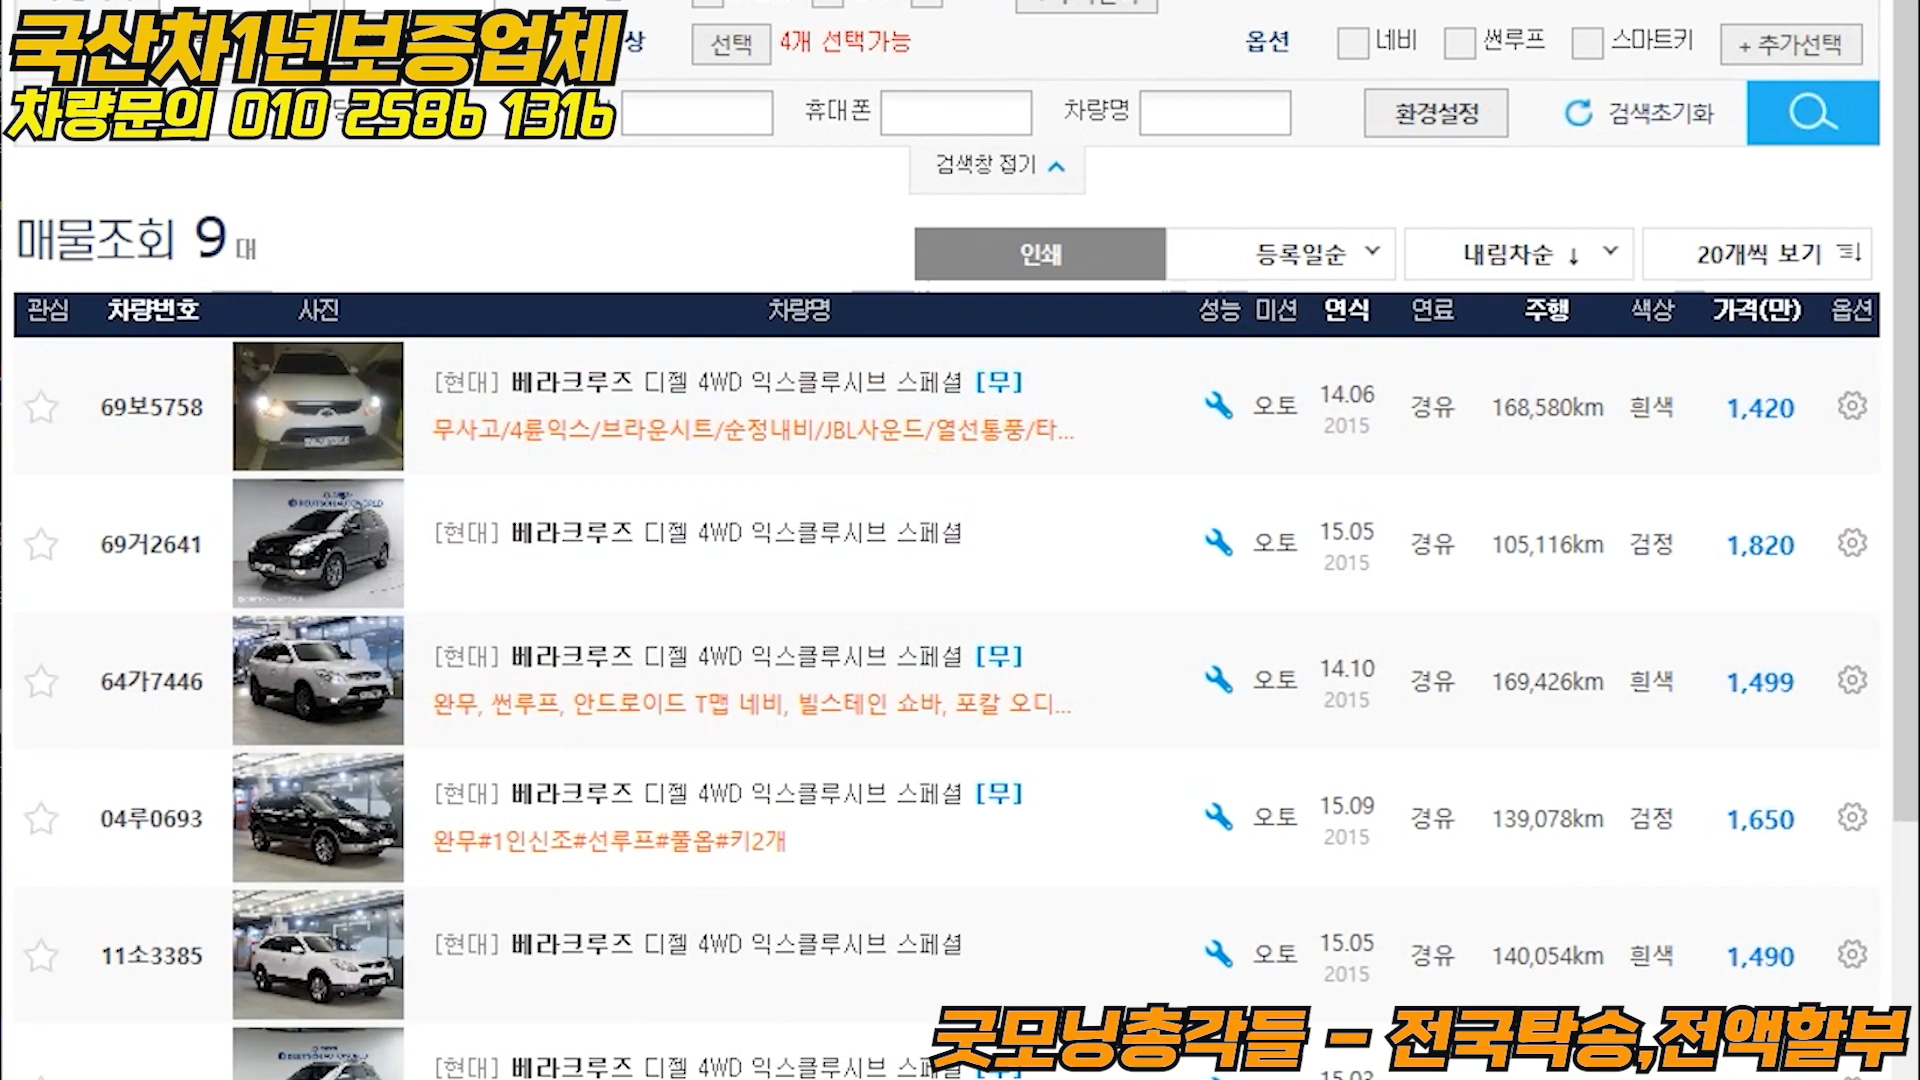 국산차1년보증업체
차량문의 010 2586 1316
상 선택 4개 선택가능 옵션 네비 썬루프 스마트키 + 추가선택
휴대폰 차량명 환경설정 검색초기화
검색창 접기
매물조회 9 대
인쇄 등록일순 내림차순 ↓ 20개씩 보기
관심 차량번호 사진 차량명 성능 미션 연식 연료 주행 색상 가격(만) 옵션
69보5758 [현대] 베라크루즈 디젤 4WD 익스클루시브 스페셜 [무] 오토 14.06 경유 168,580km 흰색 1,420
무사고/4륜익스/브라운시트/순정내비/JBL사운드/열선통풍/타... 2015
69거2641 [현대] 베라크루즈 디젤 4WD 익스클루시브 스페셜 오토 15.05 경유 105,116km 검정 1,820
2015
64가7446 [현대] 베라크루즈 디젤 4WD 익스클루시브 스페셜 [무] 오토 14.10 경유 169,426km 흰색 1,499
완무, 썬루프, 안드로이드 T맵 네비, 빌스테인 쇼바, 포칼 오디... 2015
04루0693 [현대] 베라크루즈 디젤 4WD 익스클루시브 스페셜 [무] 오토 15.09 경유 139,078km 검정 1,650
완무#1인신조#선루프#풀옵#키2개 2015
11소3385 [현대] 베라크루즈 디젤 4WD 익스클루시브 스페셜 오토 15.05 경유 140,054km 흰색 1,490
2015
[현대] 베라크루즈 디젤 4WD 익스클루시브
굿모닝총각들 - 전국탁송,전액할부